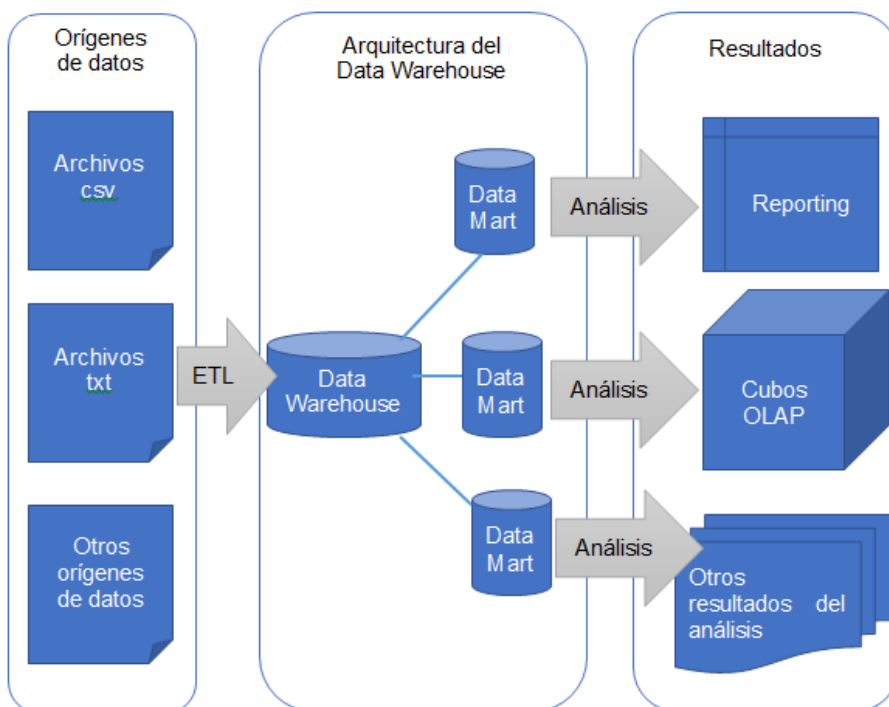 Orígenes
de datos
Archivos
csv
Archivos
txt
Otros
orígenes
de datos
ETL
Arquitectura del
Data Warehouse
Data
Warehouse
Data
Mart
Data
Mart
Data
Mart
Análisis
Análisis
Análisis
Resultados
Reporting
Cubos
OLAP
Otros
resultados del
análisis